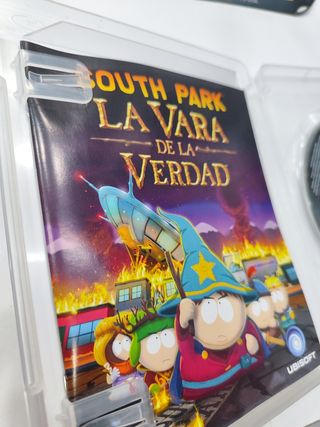 SOUTH PARK
LA VARA
DE LA
VERDAD
UBISOFT